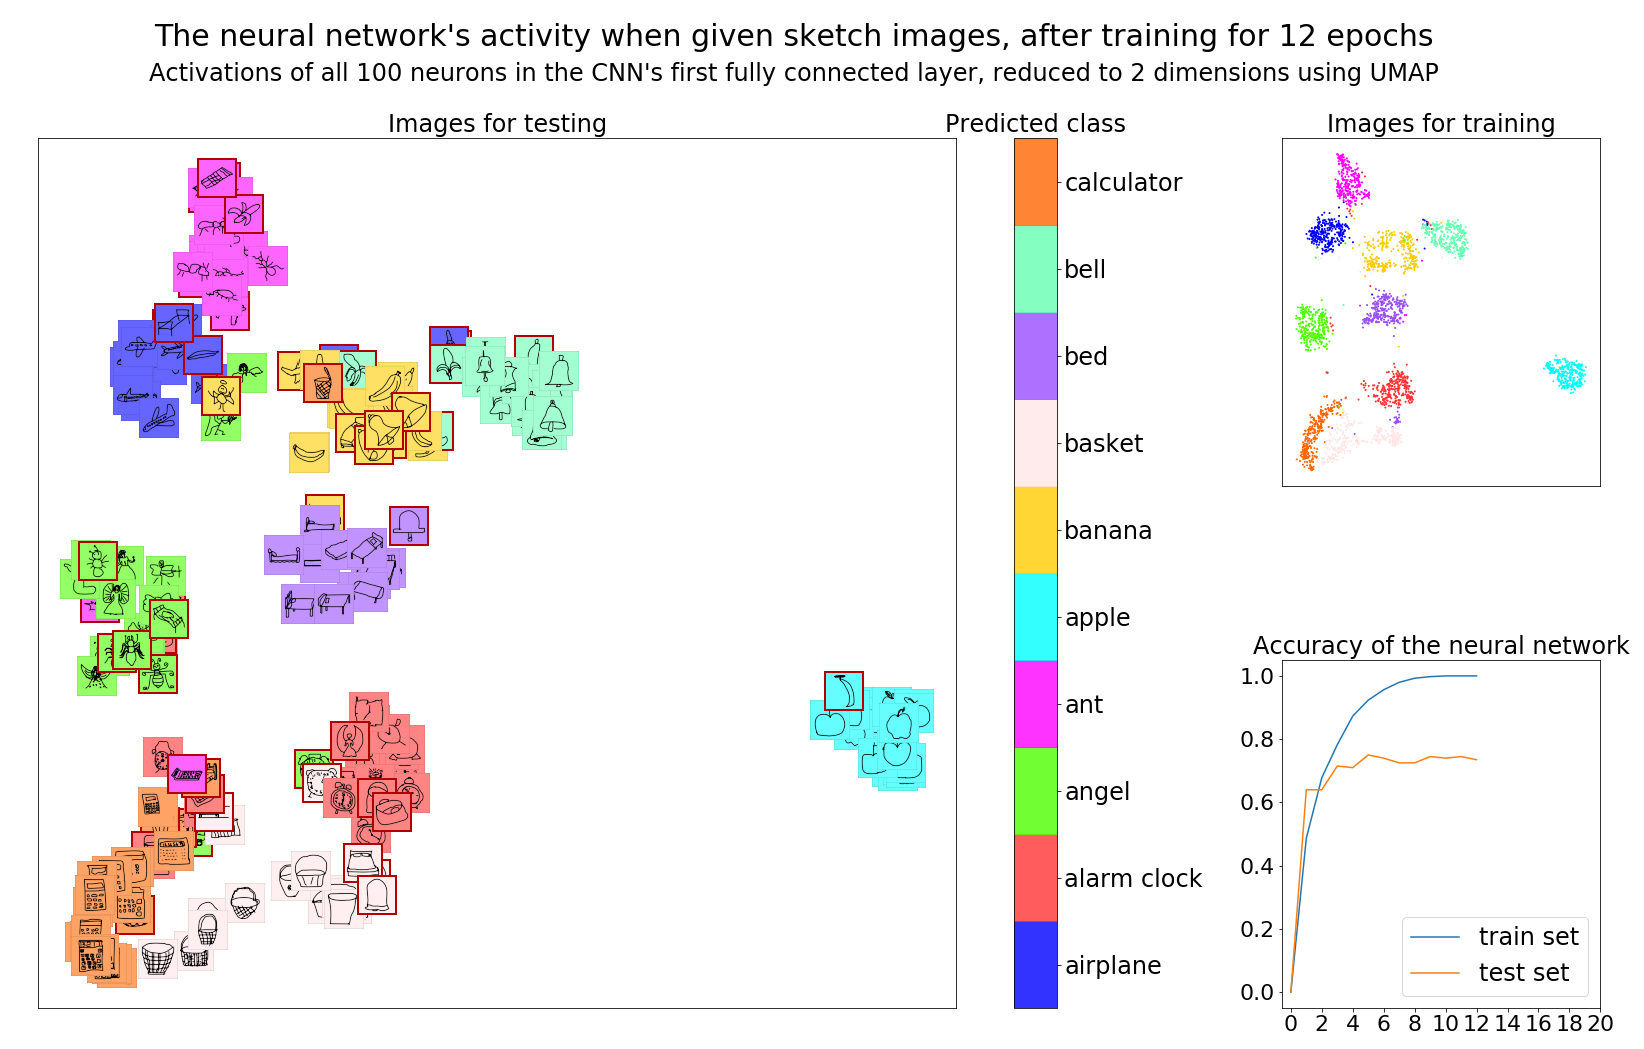 The neural network's activity when given sketch images, after training for 12 epochs
Activations of all 100 neurons in the CNN's first fully connected layer, reduced to 2 dimensions using UMAP
Images for testing
Predicted class
calculator
bell
bed
basket
banana
apple
ant
angel
alarm clock
airplane
Images for training
Accuracy of the neural network
1.0
0.8
0.6
0.4
0.2
0.0
train set
test set
0 2 4 6 8 10 12 14 16 18 20